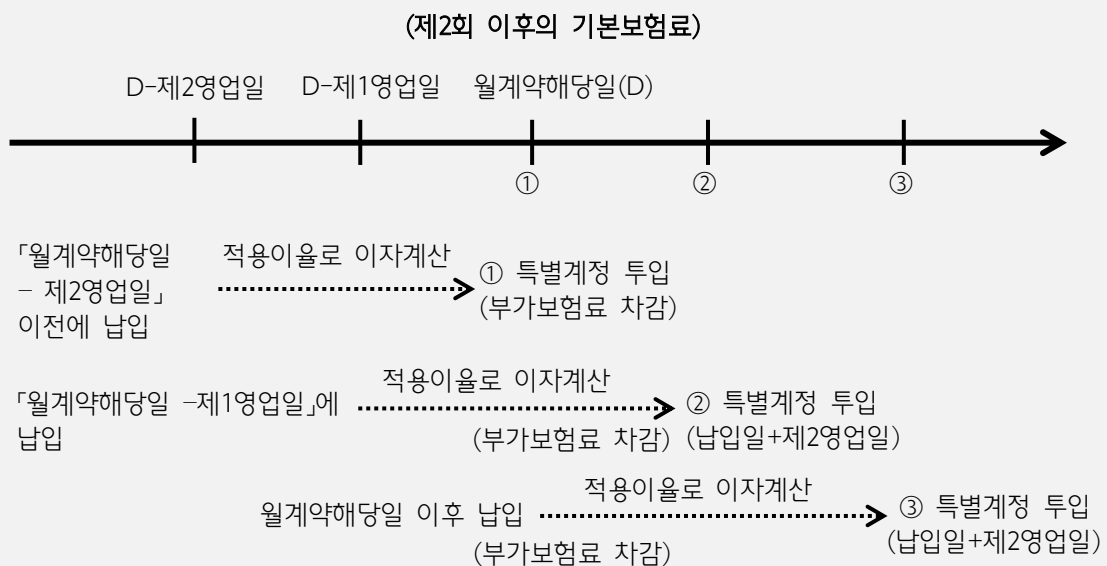 (제2회 이후의 기본보험료)
D-제2영업일 D-제1영업일 월계약해당일(D)
① ② ③
「월계약해당일
- 제2영업일」
이전에 납입
적용이율로 이자계산
① 특별계정 투입
(부가보험료 차감)
「월계약해당일 -제1영업일」에
납입
적용이율로 이자계산
(부가보험료 차감)
② 특별계정 투입
(납입일+제2영업일)
월계약해당일 이후 납입
(부가보험료 차감)
적용이율로 이자계산
③ 특별계정 투입
(납입일+제2영업일)